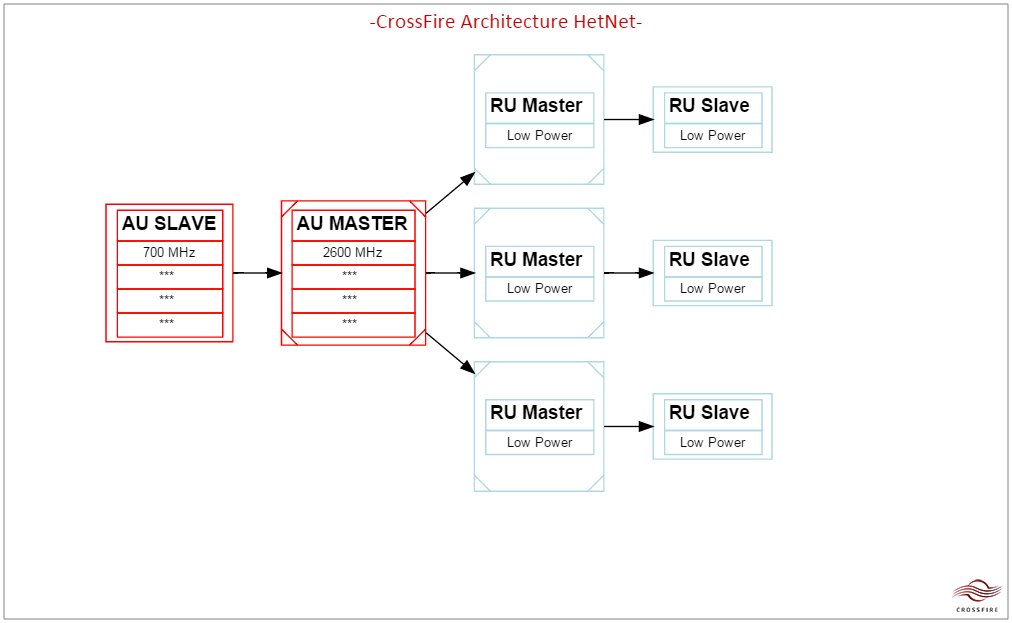 -CrossFire Architecture HetNet-
AU SLAVE
700 MHz
***
***
***
AU MASTER
2600 MHz
***
***
***
RU Master
Low Power
RU Slave
Low Power
RU Master
Low Power
RU Slave
Low Power
RU Master
Low Power
RU Slave
Low Power
CROSSFIRE